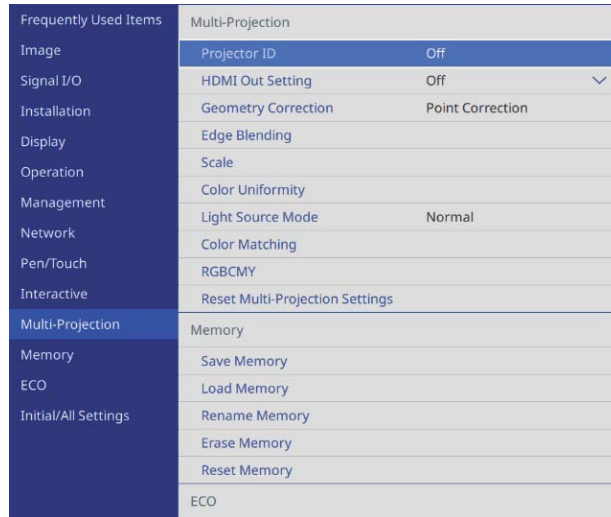 Frequently Used Items
Image
Signal I/O
Installation
Display
Operation
Management
Network
Pen/Touch
Interactive
Multi-Projection
Memory
ECO
Initial/All Settings
Multi-Projection
Projector ID Off
HDMI Out Setting Off
Geometry Correction Point Correction
Edge Blending
Scale
Color Uniformity
Light Source Mode Normal
Color Matching
RGBCMY
Reset Multi-Projection Settings
Memory
Save Memory
Load Memory
Rename Memory
Erase Memory
Reset Memory
ECO